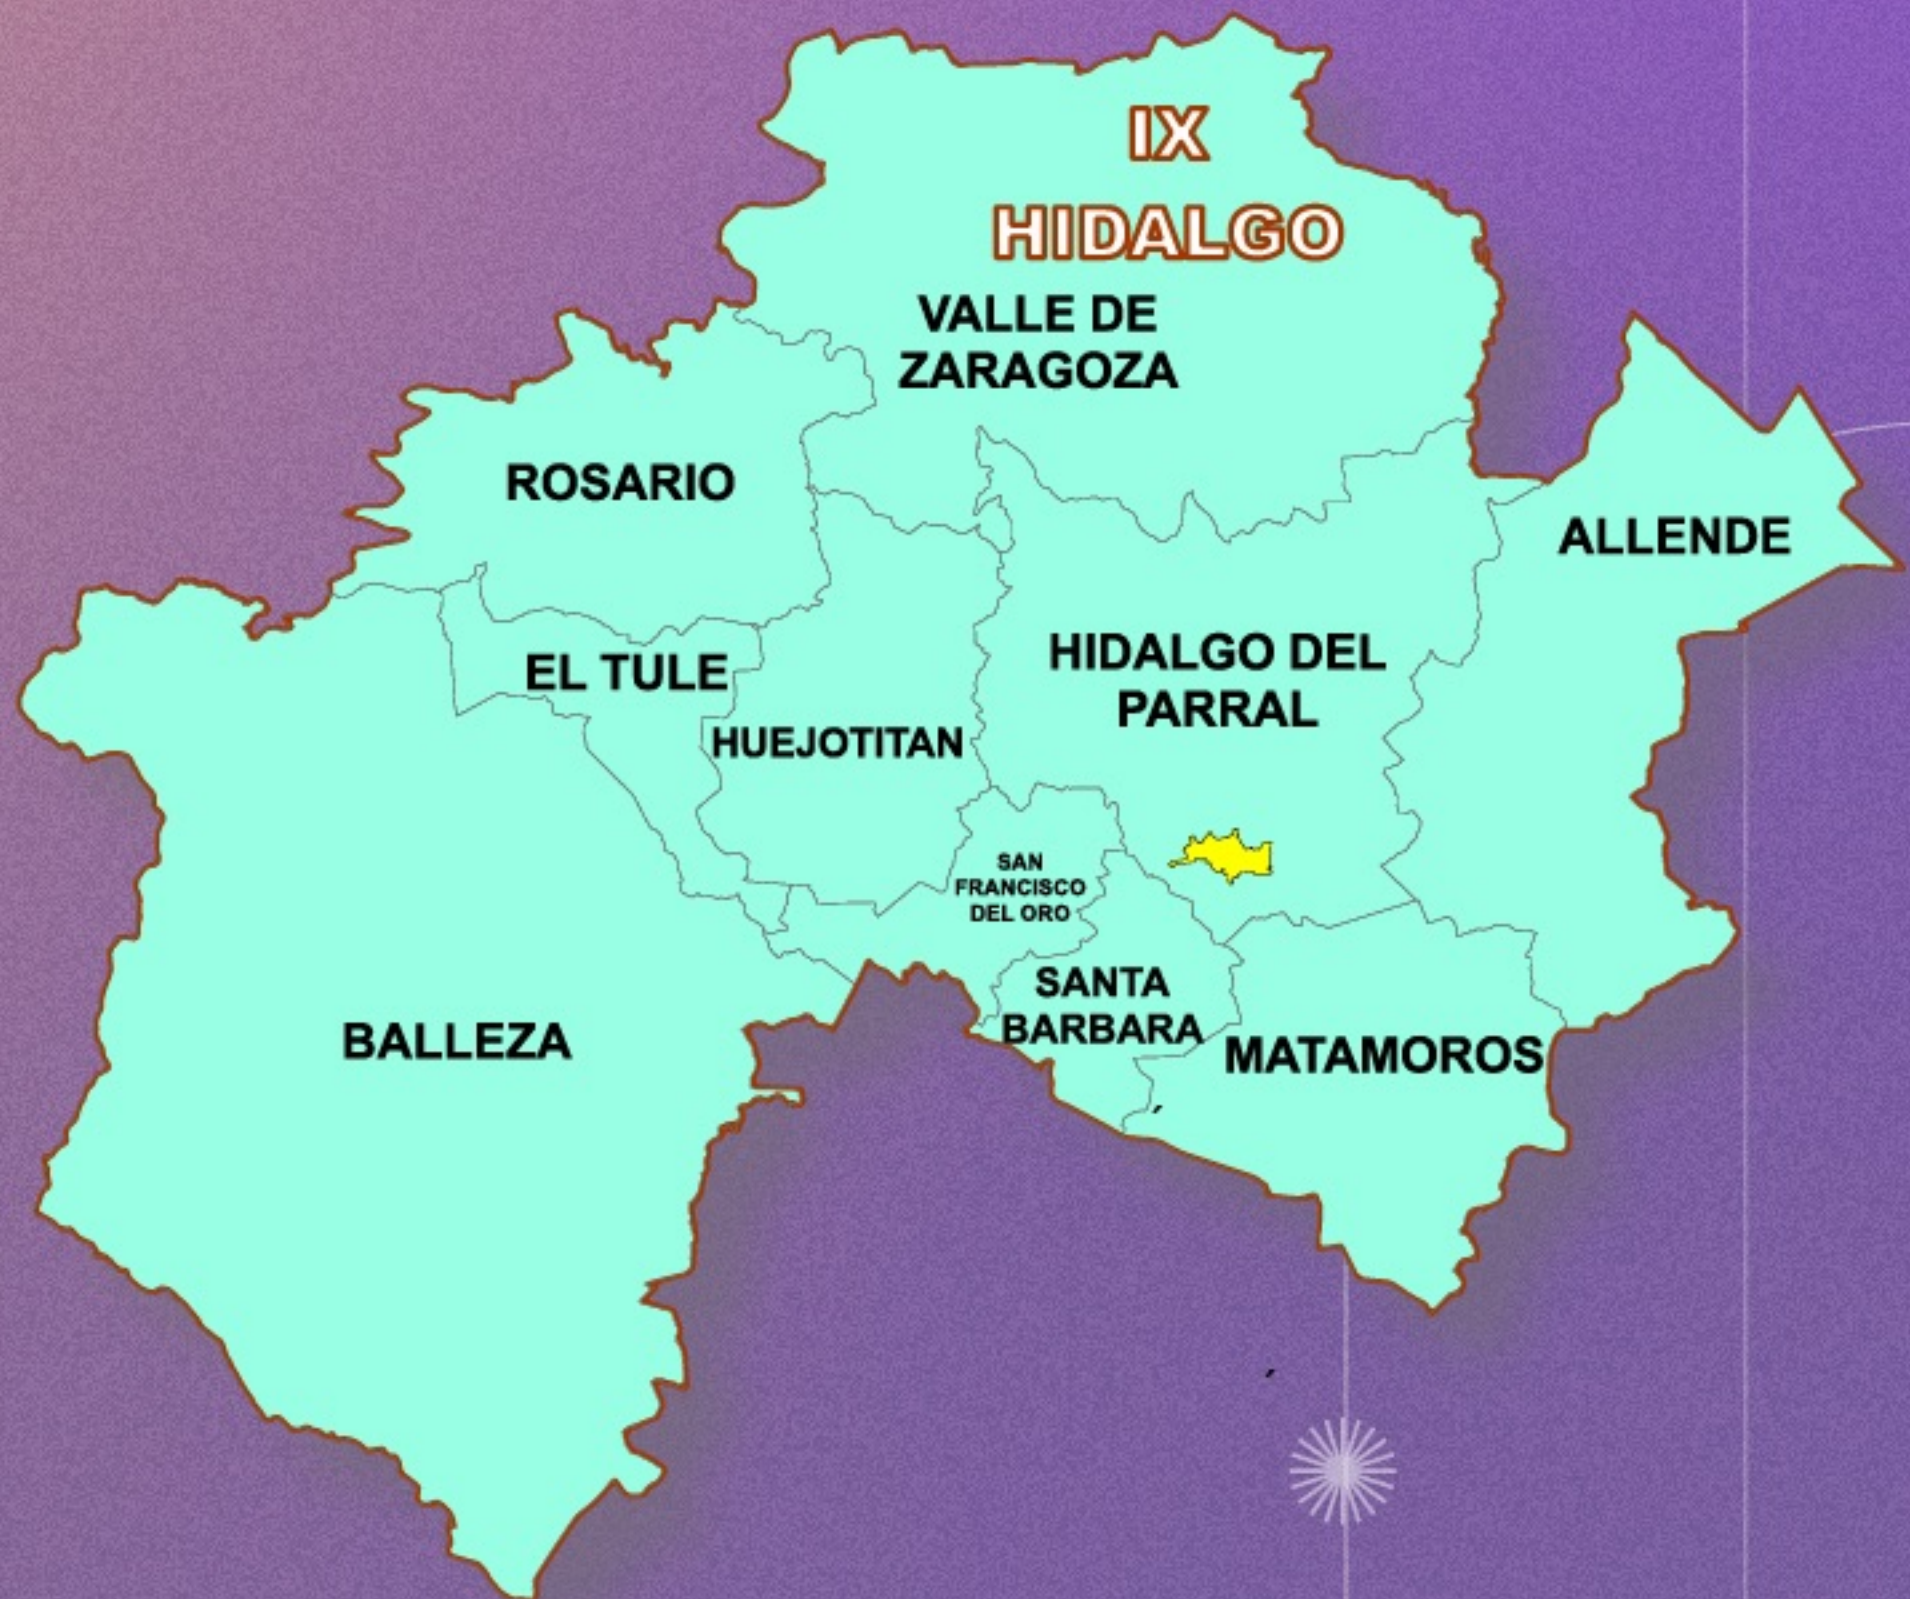 IX
HIDALGO
VALLE DE
ZARAGOZA
ROSARIO
ALLENDE
HIDALGO DEL
PARRAL
EL TULE
HUEJOTITAN
SAN
FRANCISCO
DEL ORO
SANTA
BARBARA
BALLEZA
MATAMOROS